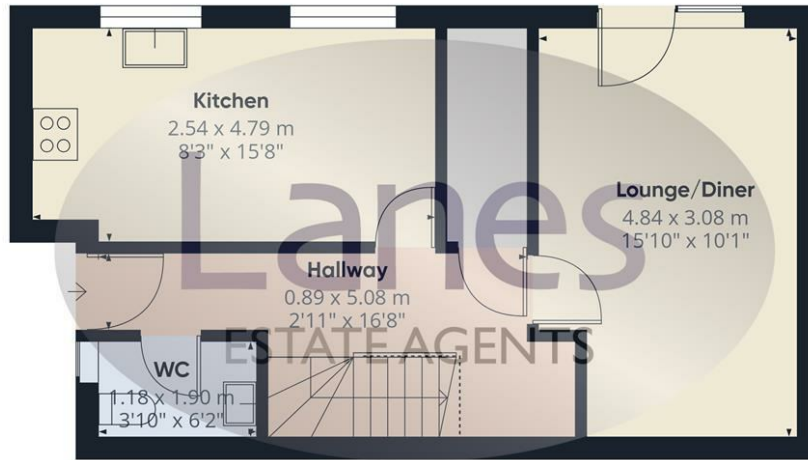 Kitchen
2.54 x 4.79 m
8'3" x 15'8"
Lounge/Diner
4.84 x 3.08 m
15'10" x 10'1"
Lanes
ESTATE AGENTS
Hallway
0.89 x 5.08 m
2'11" x 16'8"
WC
1.18 x 1.90 m
3'10" x 6'2"